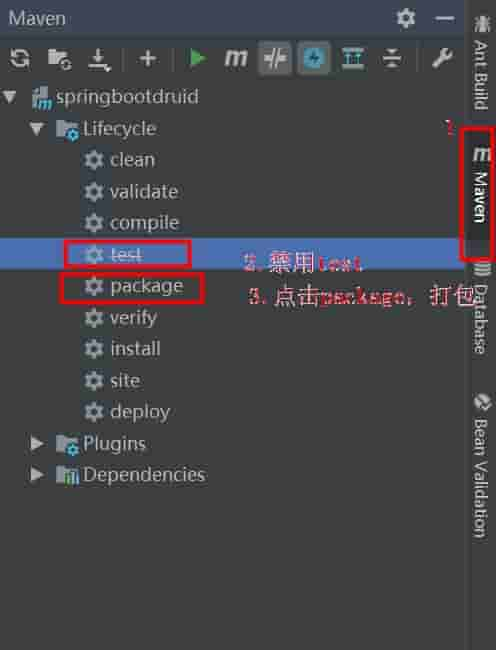 Maven
springbootdruid
Lifecycle
clean
validate
compile
test
package
verify
install
site
deploy
Plugins
Dependencies
2.禁用test
3.点击package，打包
Ant Build
m Maven
Database
Bean Validation